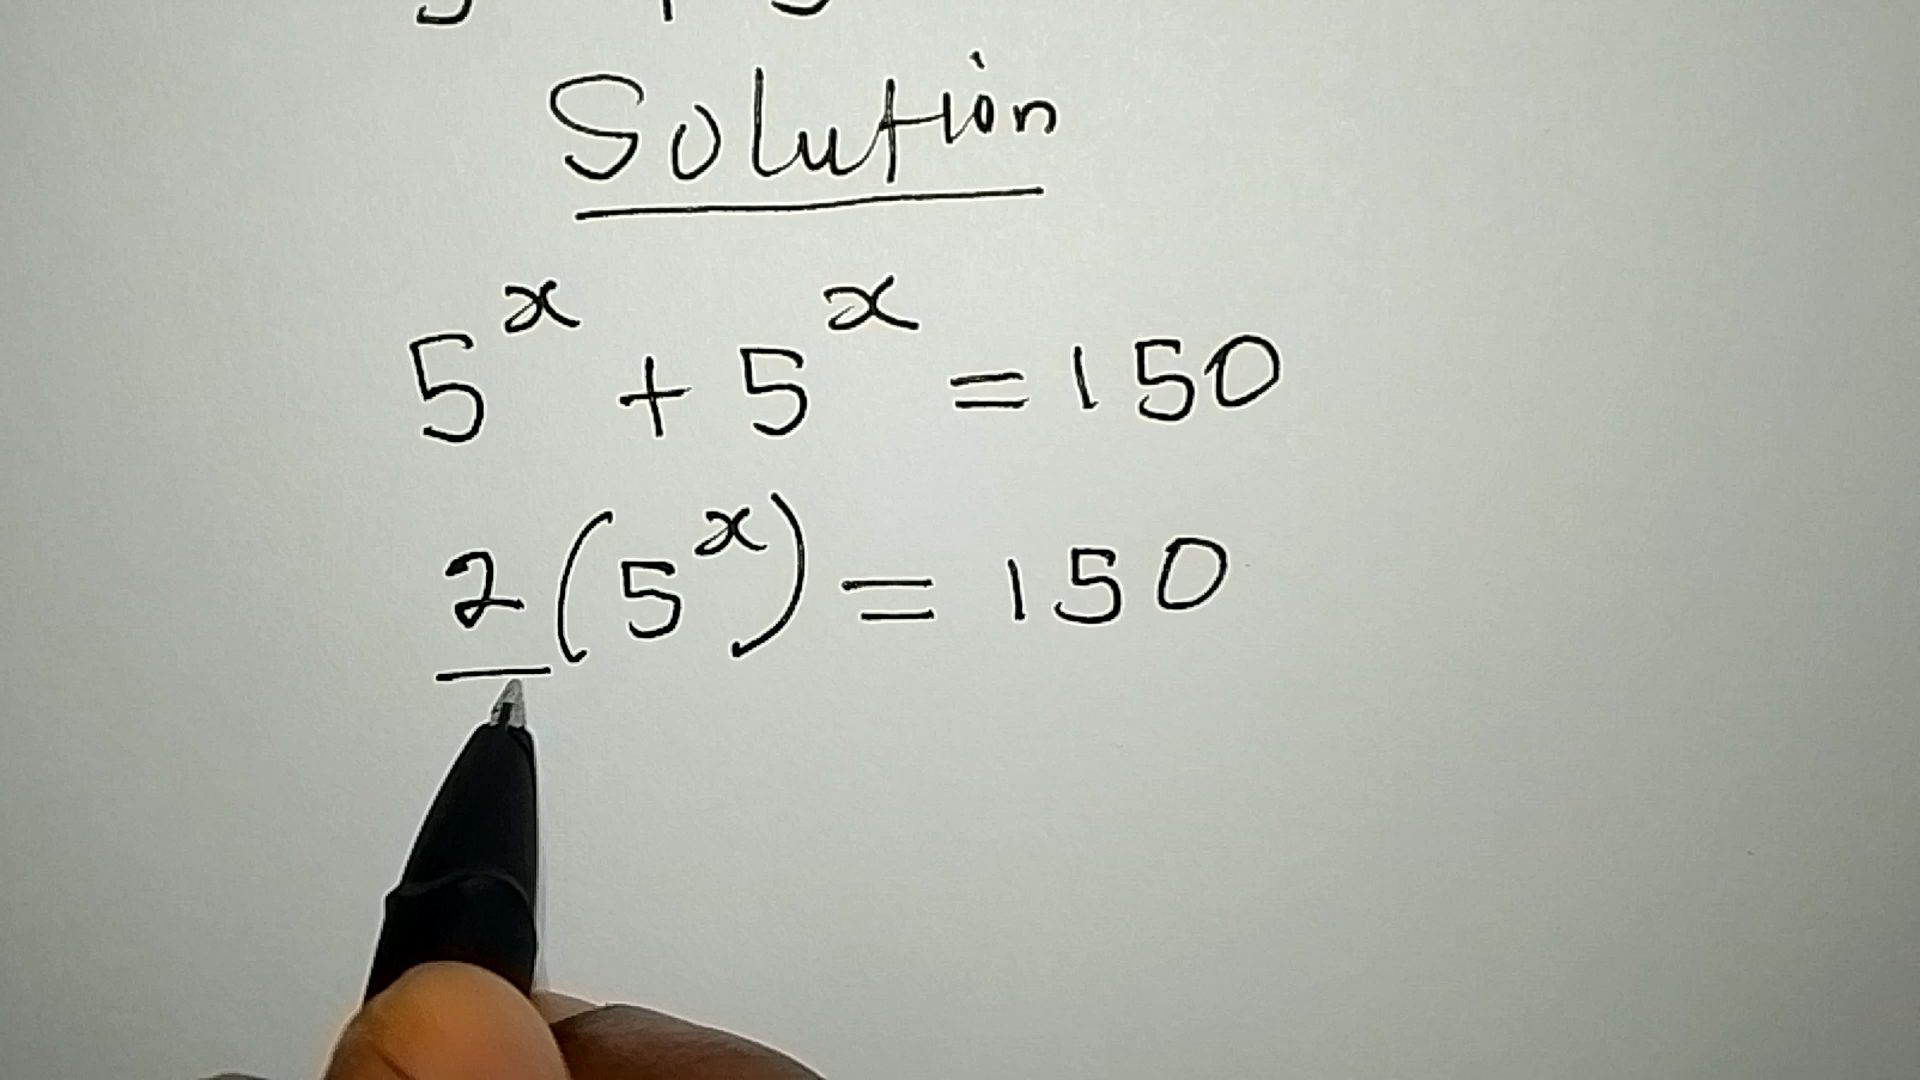 Solution
5^x + 5^x = 150
2(5^x) = 150